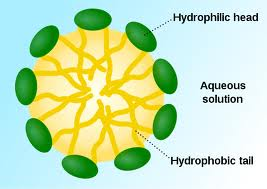 Hydrophilic head
Aqueous
solution
Hydrophobic tail